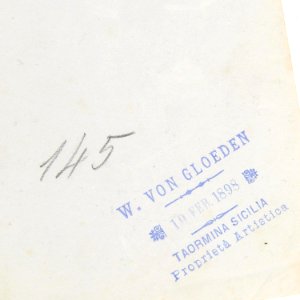 145
W. VON GLOEDEN
10 FEB. 1898
TAORMINA SICILIA
Proprietà Artistica